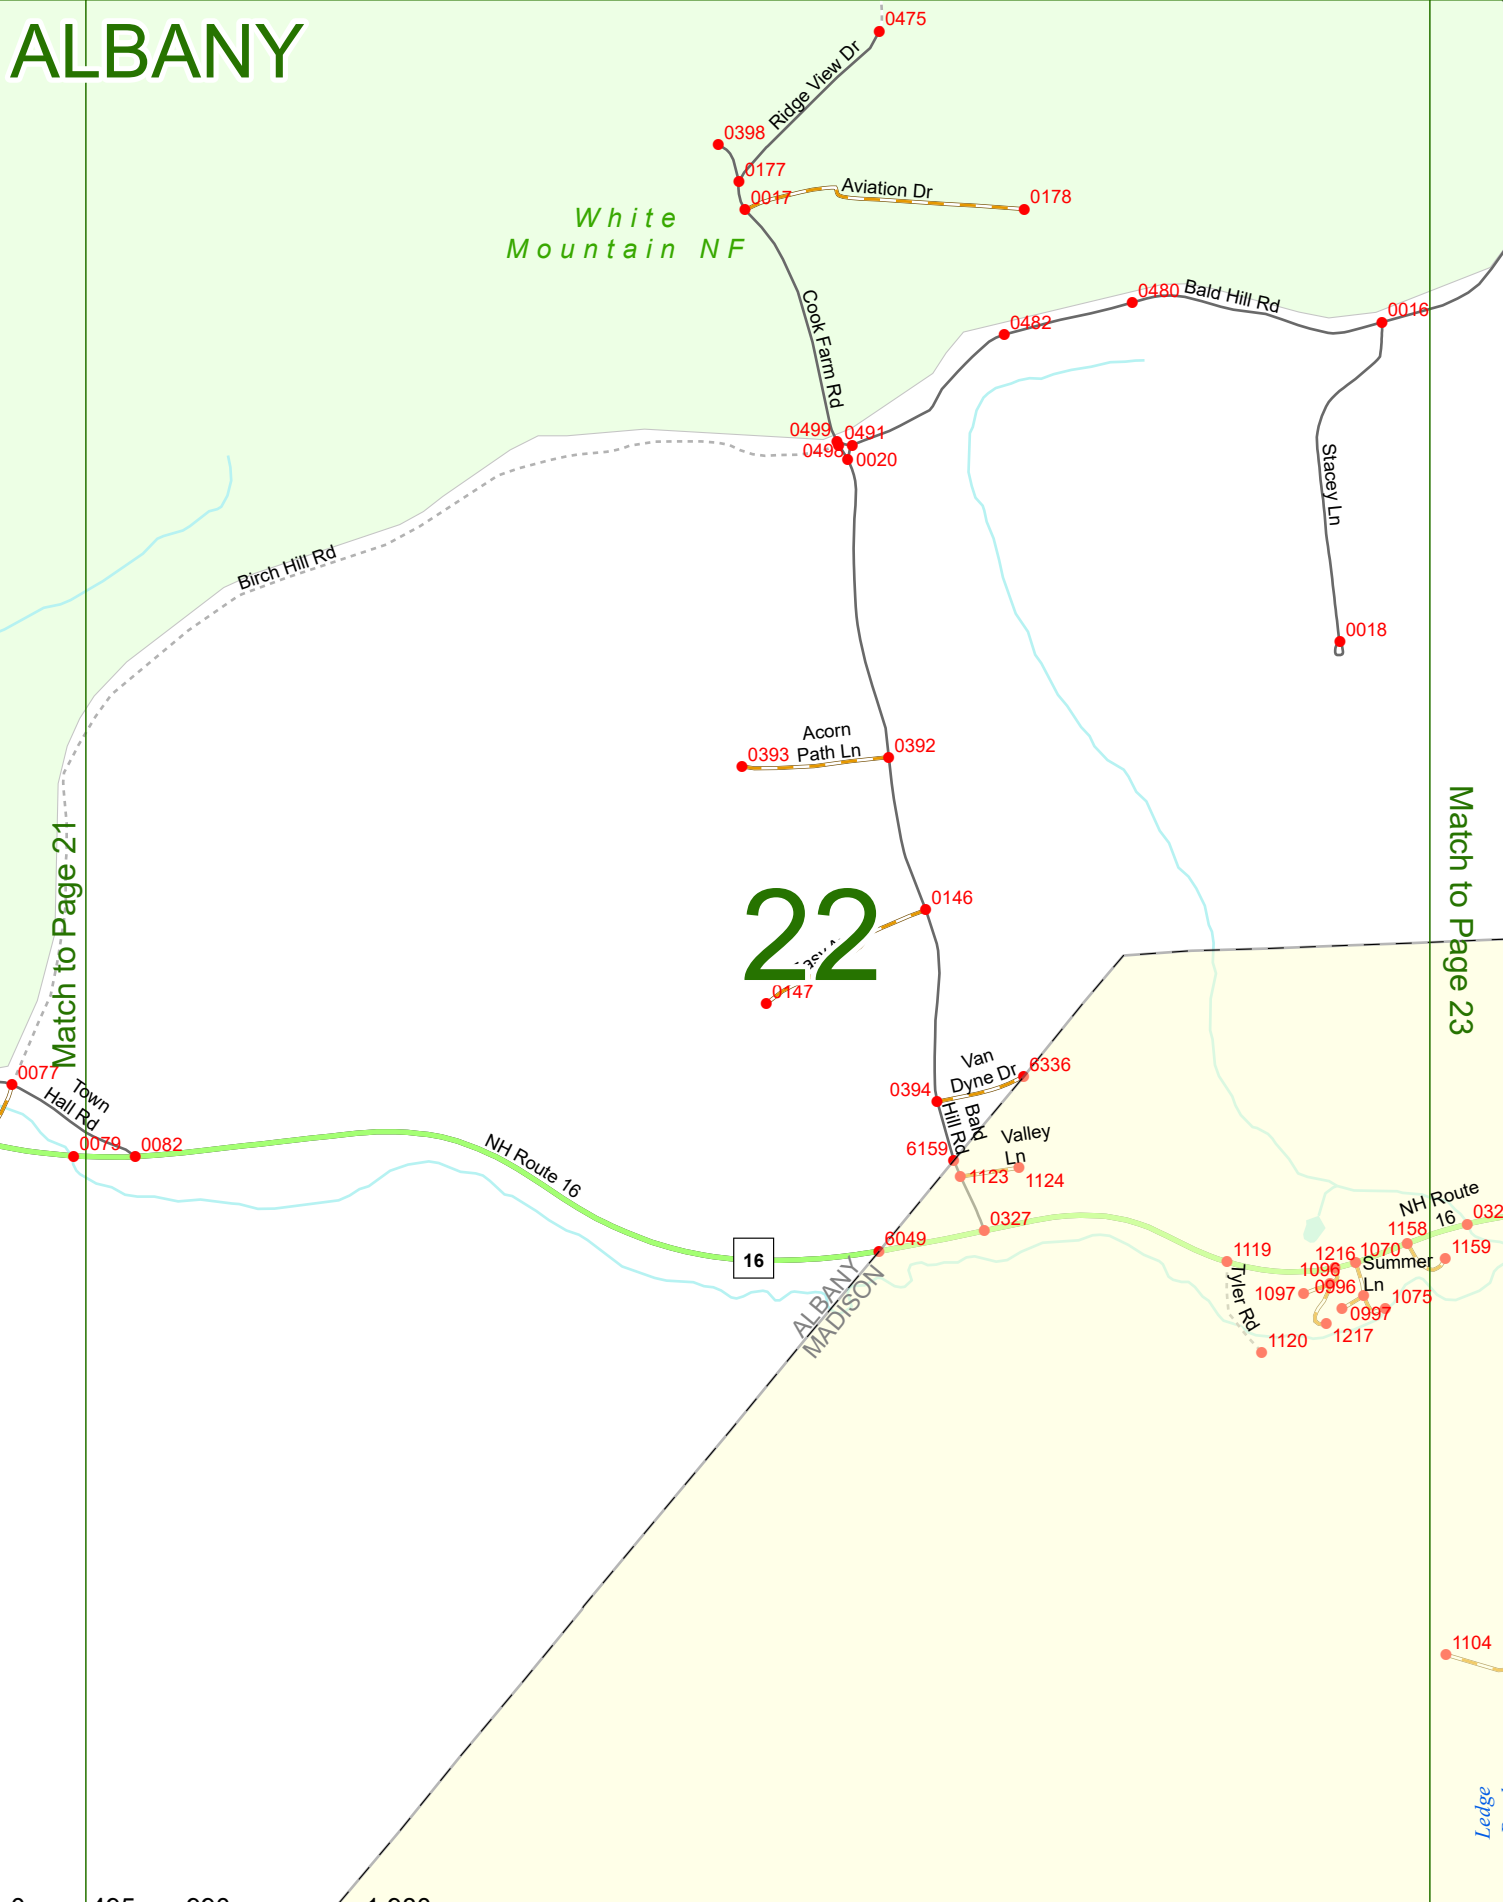 ALBANY
0475
Ridge View Dr
0398
0177
0017
Aviation Dr
0178
White
Mountain NF
0480
Bald Hill Rd
0016
0482
Cook Farm Rd
0499
0491
0498
0020
Stacey Ln
Birch Hill Rd
0018
Acorn
Path Ln
0393
0392
Match to Page 21
Match to Page 23
22
0146
0147
0077
Town
Hall Rd
0079
0082
Van
Dyne Dr
6336
0394
Bald
Hill Rd
Valley
Ln
6159
1123
1124
NH Route 16
0327
16
6049
ALBANY
MADISON
NH Route
16
032
1158
1159
1119
1216
1070
Summer
Ln
1096
1097
0996
1075
0997
1217
Tyler Rd
1120
1104
Ledge